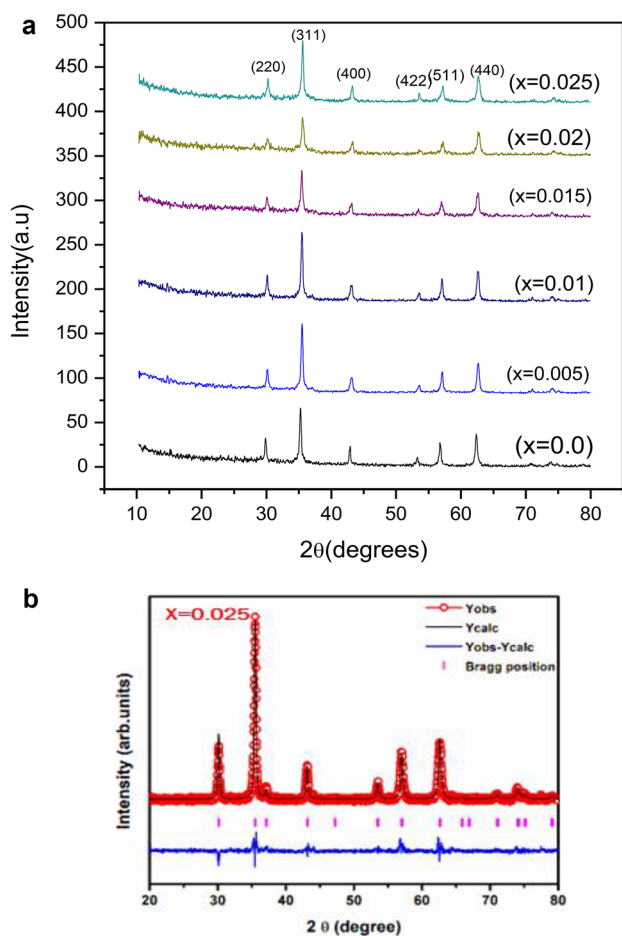 a
500
450
400
350
300
250
200
150
100
50
0
Intensity(a.u)
(220)
(311)
(400)
(422)
(511)
(440)
(x=0.025)
(x=0.02)
(x=0.015)
(x=0.01)
(x=0.005)
(x=0.0)
10 20 30 40 50 60 70 80
2θ(degrees)
b
X=0.025
Yobs
Ycalc
Yobs-Ycalc
Bragg position
Intensity (arb.units)
20 30 40 50 60 70 80
2 θ (degree)